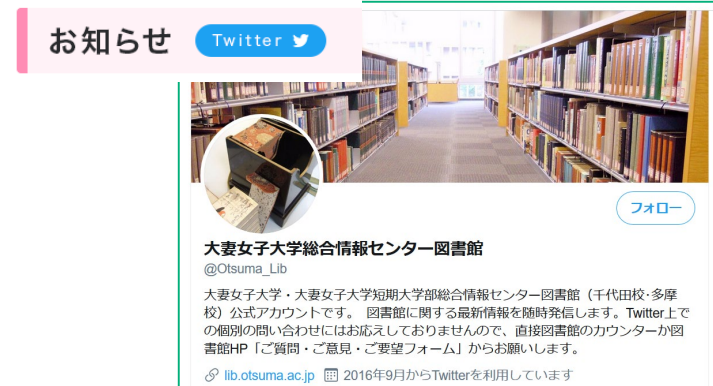 お知らせ Twitter
フォロー
大妻女子大学総合情報センター図書館
@Otsuma_Lib
大妻女子大学・大妻女子大学短期大学部総合情報センター図書館（千代田校･多摩
校）公式アカウントです。 図書館に関する最新情報を随時発信します。Twitter上で
の個別の問い合わせにはお応えしておりませんので、直接図書館のカウンターか図
書館HP「ご質問・ご意見・ご要望フォーム」からお願いします。
lib.otsuma.ac.jp 2016年9月からTwitterを利用しています